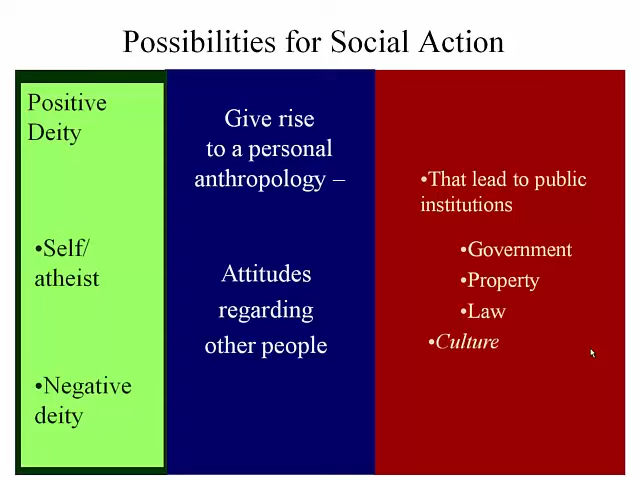 Possibilities for Social Action
Positive
Deity
•Self/
atheist
•Negative
deity
Give rise
to a personal
anthropology –
Attitudes
regarding
other people
•That lead to public
institutions
•Government
•Property
•Law
•Culture